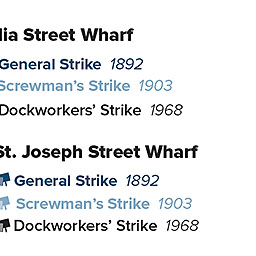 Street Wharf
General Strike 1892
Screwman's Strike 1903
Dockworkers' Strike 1968
St. Joseph Street Wharf
General Strike 1892
Screwman's Strike 1903
Dockworkers' Strike 1968